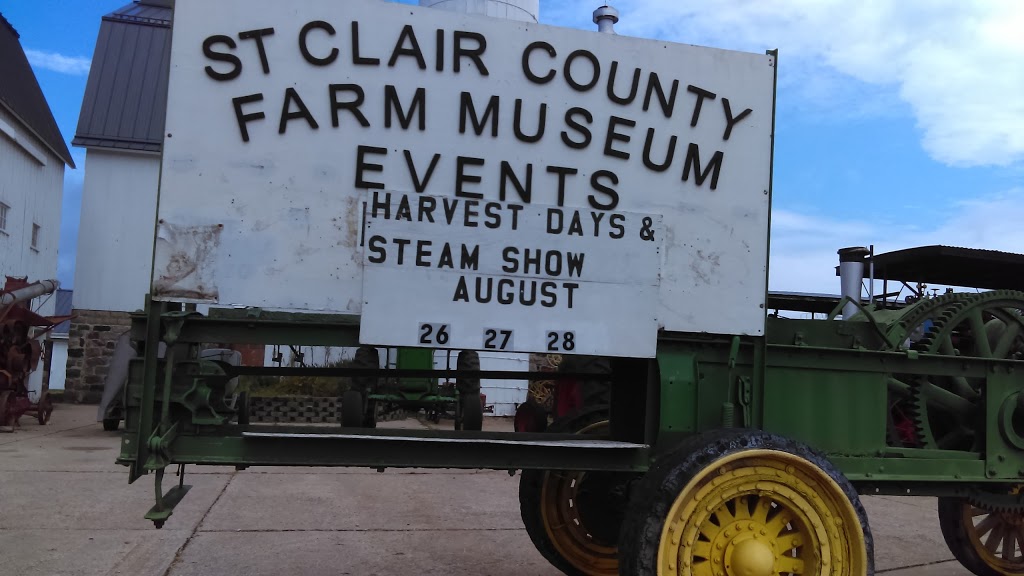 ST CLAIR COUNTY
FARM MUSEUM
EVENTS
HARVEST DAYS &
STEAM SHOW
AUGUST
26 27 28